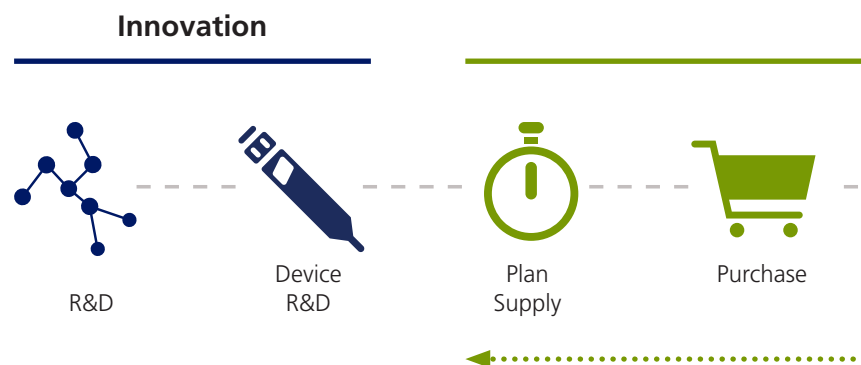 Innovation
R&D
Device
R&D
Plan
Supply
Purchase